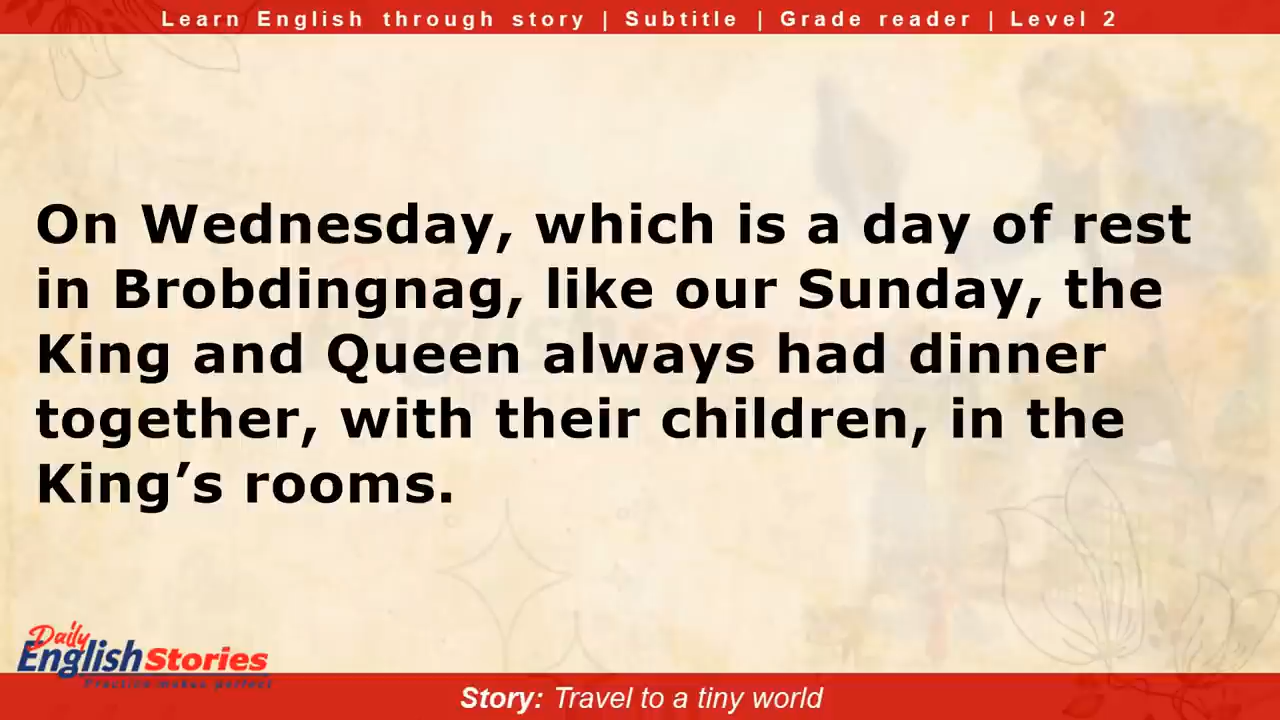 Learn English through story | Subtitle | Grade reader | Level 2
On Wednesday, which is a day of rest
in Brobdingnag, like our Sunday, the
King and Queen always had dinner
together, with their children, in the
King’s rooms.
Daily
English Stories
Practice makes perfect
Story: Travel to a tiny world